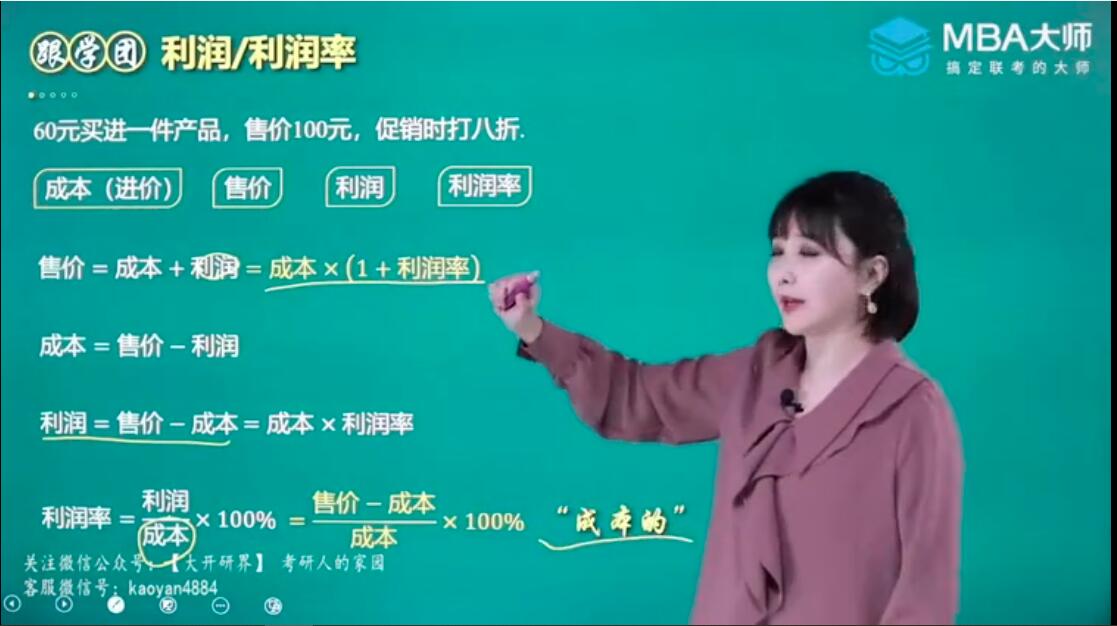 跟学团 利润/利润率
MBA大师
搞定联考的大师
60元买进一件产品，售价100元，促销时打八折.
成本（进价） 售价 利润 利润率
售价 = 成本 + 利润 = 成本 × (1 + 利润率)
成本 = 售价 − 利润
利润 = 售价 − 成本 = 成本 × 利润率
利润率 = 利润/成本 × 100% = 售价 − 成本/成本 × 100% “成本的”
关注微信公众号：【大开研界】 考研人的家园
客服微信号：kaoyan4884